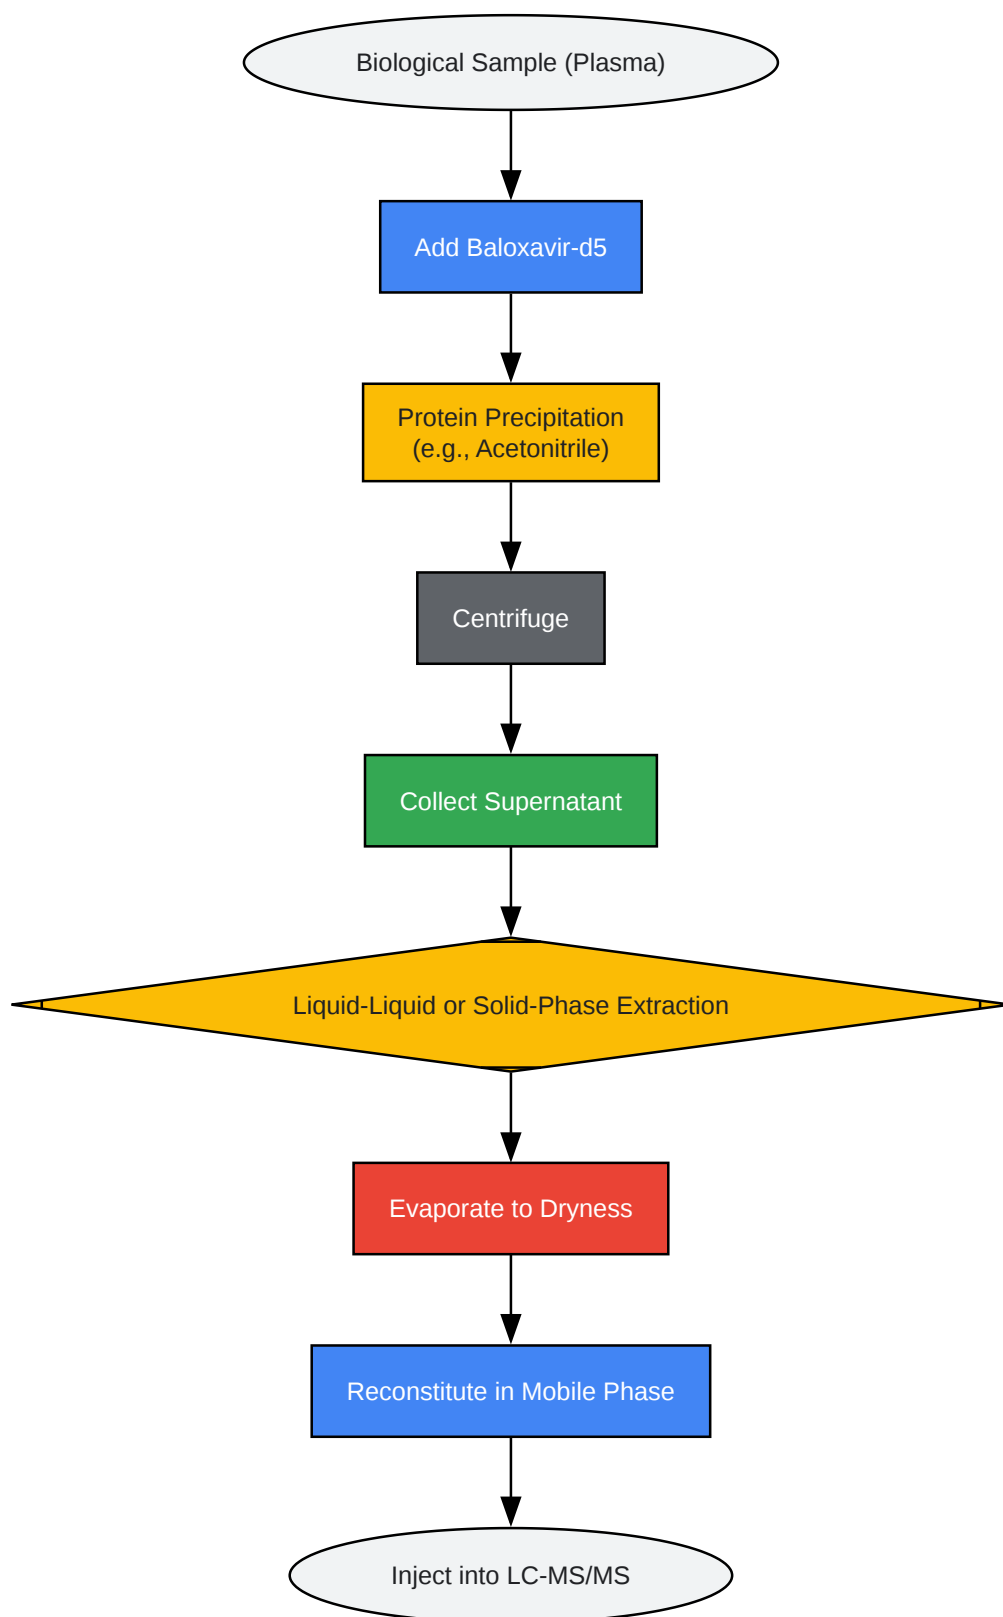 Biological Sample (Plasma)
Add Baloxavir-d5
Protein Precipitation
(e.g., Acetonitrile)
Centrifuge
Collect Supernatant
Liquid-Liquid or Solid-Phase Extraction
Evaporate to Dryness
Reconstitute in Mobile Phase
Inject into LC-MS/MS